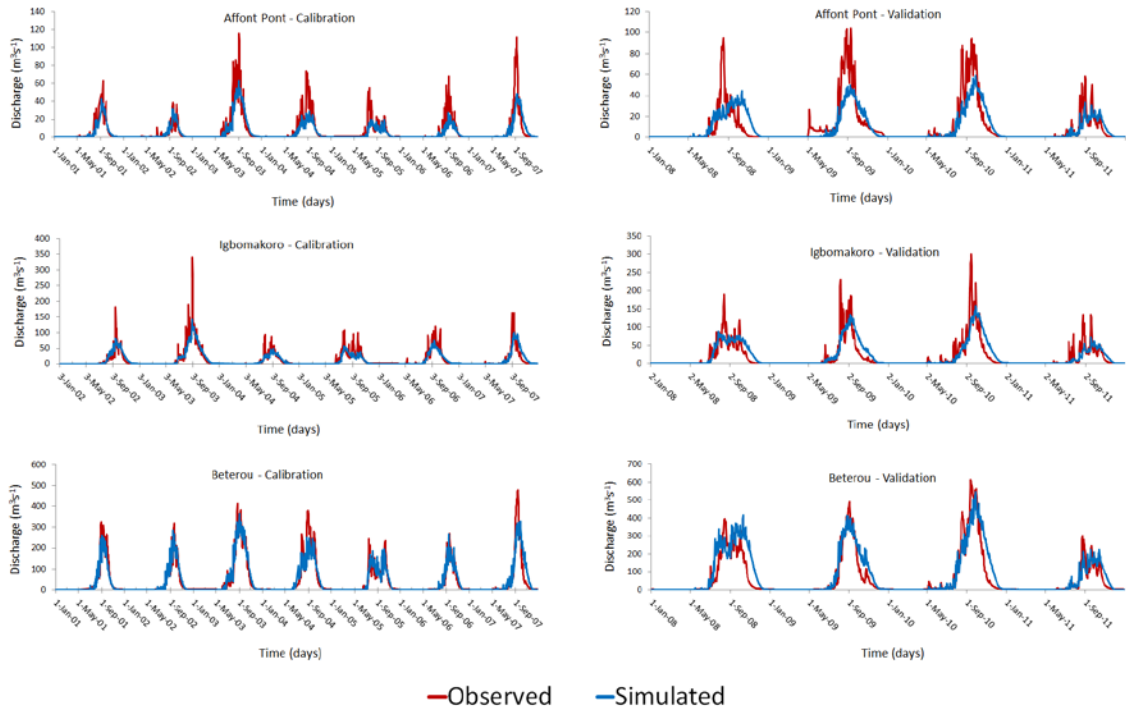 Affont Pont - Calibration
Discharge (m³s⁻¹)
140
120
100
80
60
40
20
0
1-Jan-01
1-May-01
1-Sep-01
1-Jan-02
1-May-02
1-Sep-02
1-Jan-03
1-May-03
1-Sep-03
1-Jan-04
1-May-04
1-Sep-04
1-Jan-05
1-May-05
1-Sep-05
1-Jan-06
1-May-06
1-Sep-06
1-Jan-07
1-May-07
1-Sep-07
Time (days)
Affont Pont - Validation
Discharge (m³s⁻¹)
120
100
80
60
40
20
0
1-Jan-08
1-May-08
1-Sep-08
1-Jan-09
1-May-09
1-Sep-09
1-Jan-10
1-May-10
1-Sep-10
1-Jan-11
1-May-11
1-Sep-11
Time (days)
Igbomakoro - Calibration
Discharge (m³s⁻¹)
400
350
300
250
200
150
100
50
0
3-Jan-02
3-May-02
3-Sep-02
3-Jan-03
3-May-03
3-Sep-03
3-Jan-04
3-May-04
3-Sep-04
3-Jan-05
3-May-05
3-Sep-05
3-Jan-06
3-May-06
3-Sep-06
3-Jan-07
3-May-07
3-Sep-07
Time (days)
Igbomakoro - Validation
Discharge (m³s⁻¹)
350
300
250
200
150
100
50
0
2-Jan-08
2-May-08
2-Sep-08
2-Jan-09
2-May-09
2-Sep-09
2-Jan-10
2-May-10
2-Sep-10
2-Jan-11
2-May-11
2-Sep-11
Time (days)
Beterou - Calibration
Discharge (m³s⁻¹)
600
500
400
300
200
100
0
1-Jan-01
1-May-01
1-Sep-01
1-Jan-02
1-May-02
1-Sep-02
1-Jan-03
1-May-03
1-Sep-03
1-Jan-04
1-May-04
1-Sep-04
1-Jan-05
1-May-05
1-Sep-05
1-Jan-06
1-May-06
1-Sep-06
1-Jan-07
1-May-07
1-Sep-07
Time (days)
Beterou - Validation
Discharge (m³s⁻¹)
700
600
500
400
300
200
100
0
1-Jan-08
1-May-08
1-Sep-08
1-Jan-09
1-May-09
1-Sep-09
1-Jan-10
1-May-10
1-Sep-10
1-Jan-11
1-May-11
1-Sep-11
Time (days)
Observed
Simulated